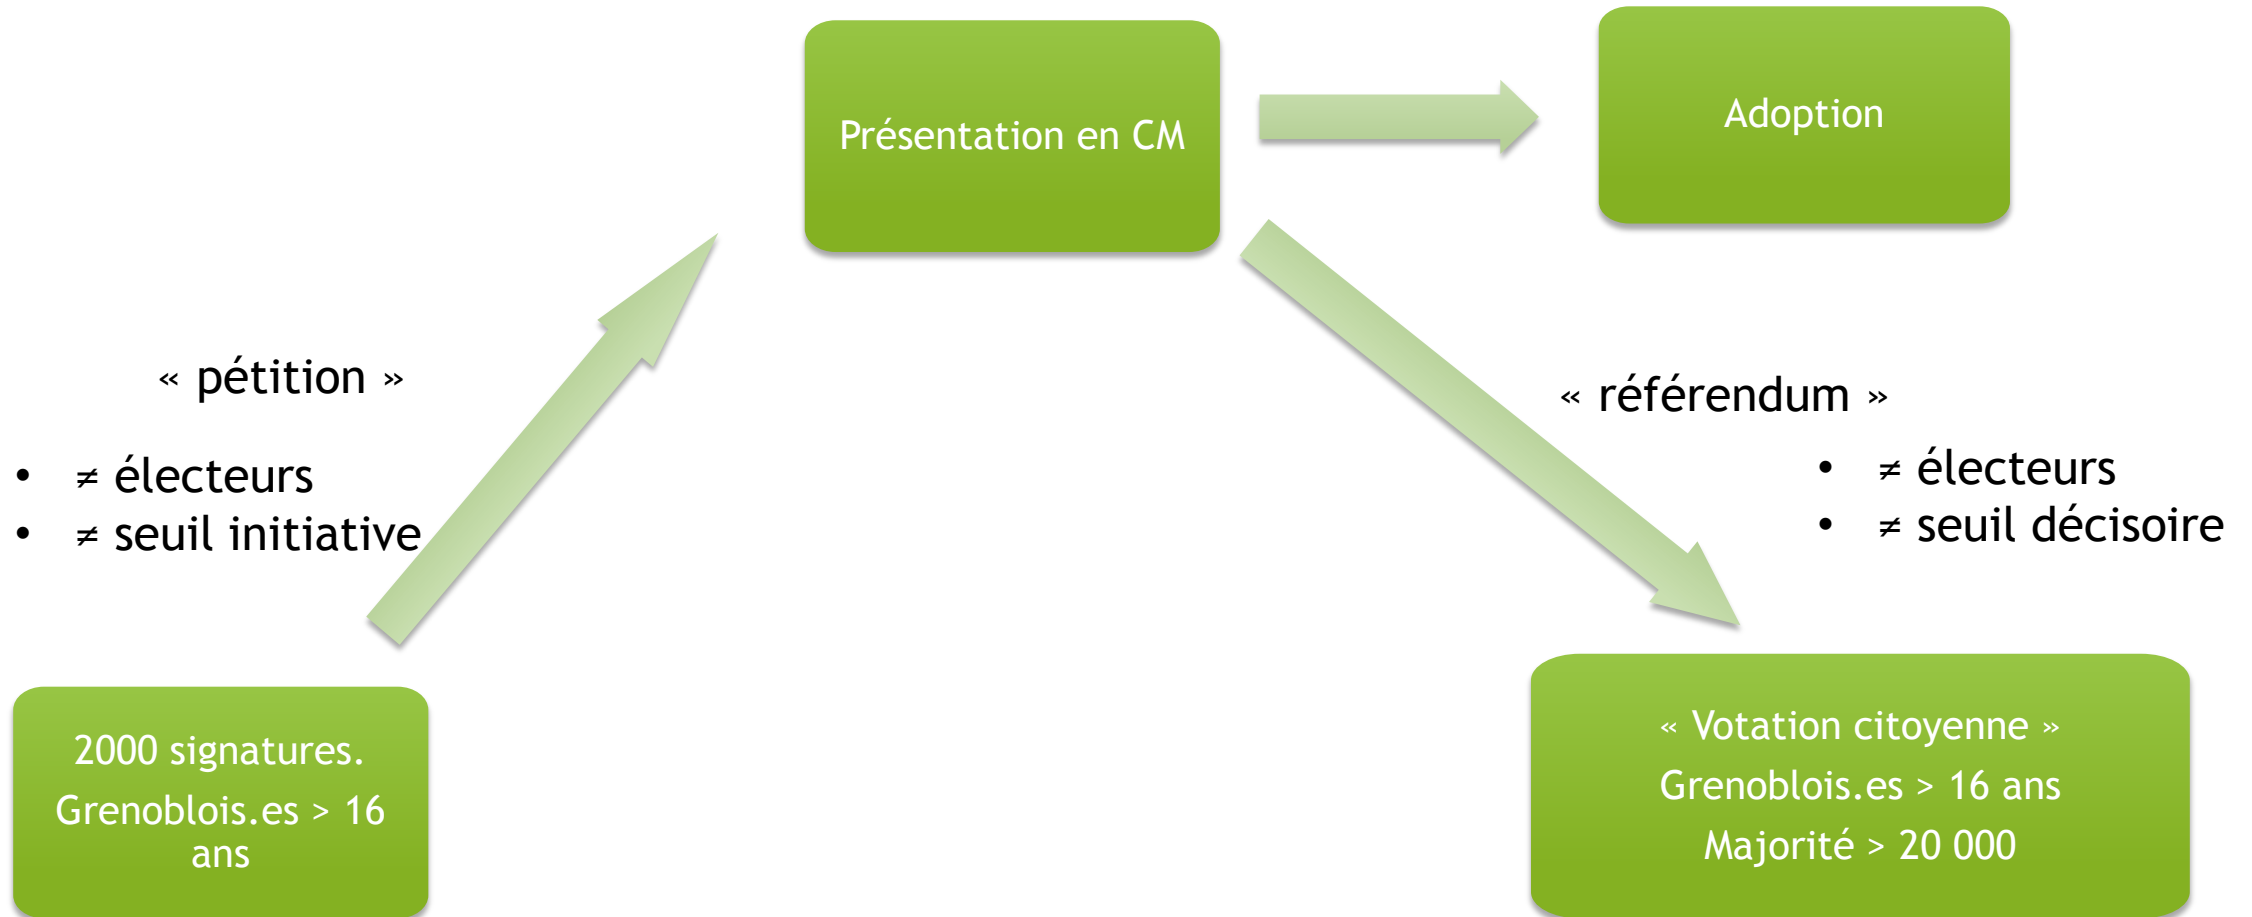 Présentation en CM
Adoption
« pétition »
• ≠ électeurs
• ≠ seuil initiative
« référendum »
• ≠ électeurs
• ≠ seuil décisoire
2000 signatures.
Grenoblois.es > 16
ans
« Votation citoyenne »
Grenoblois.es > 16 ans
Majorité > 20 000